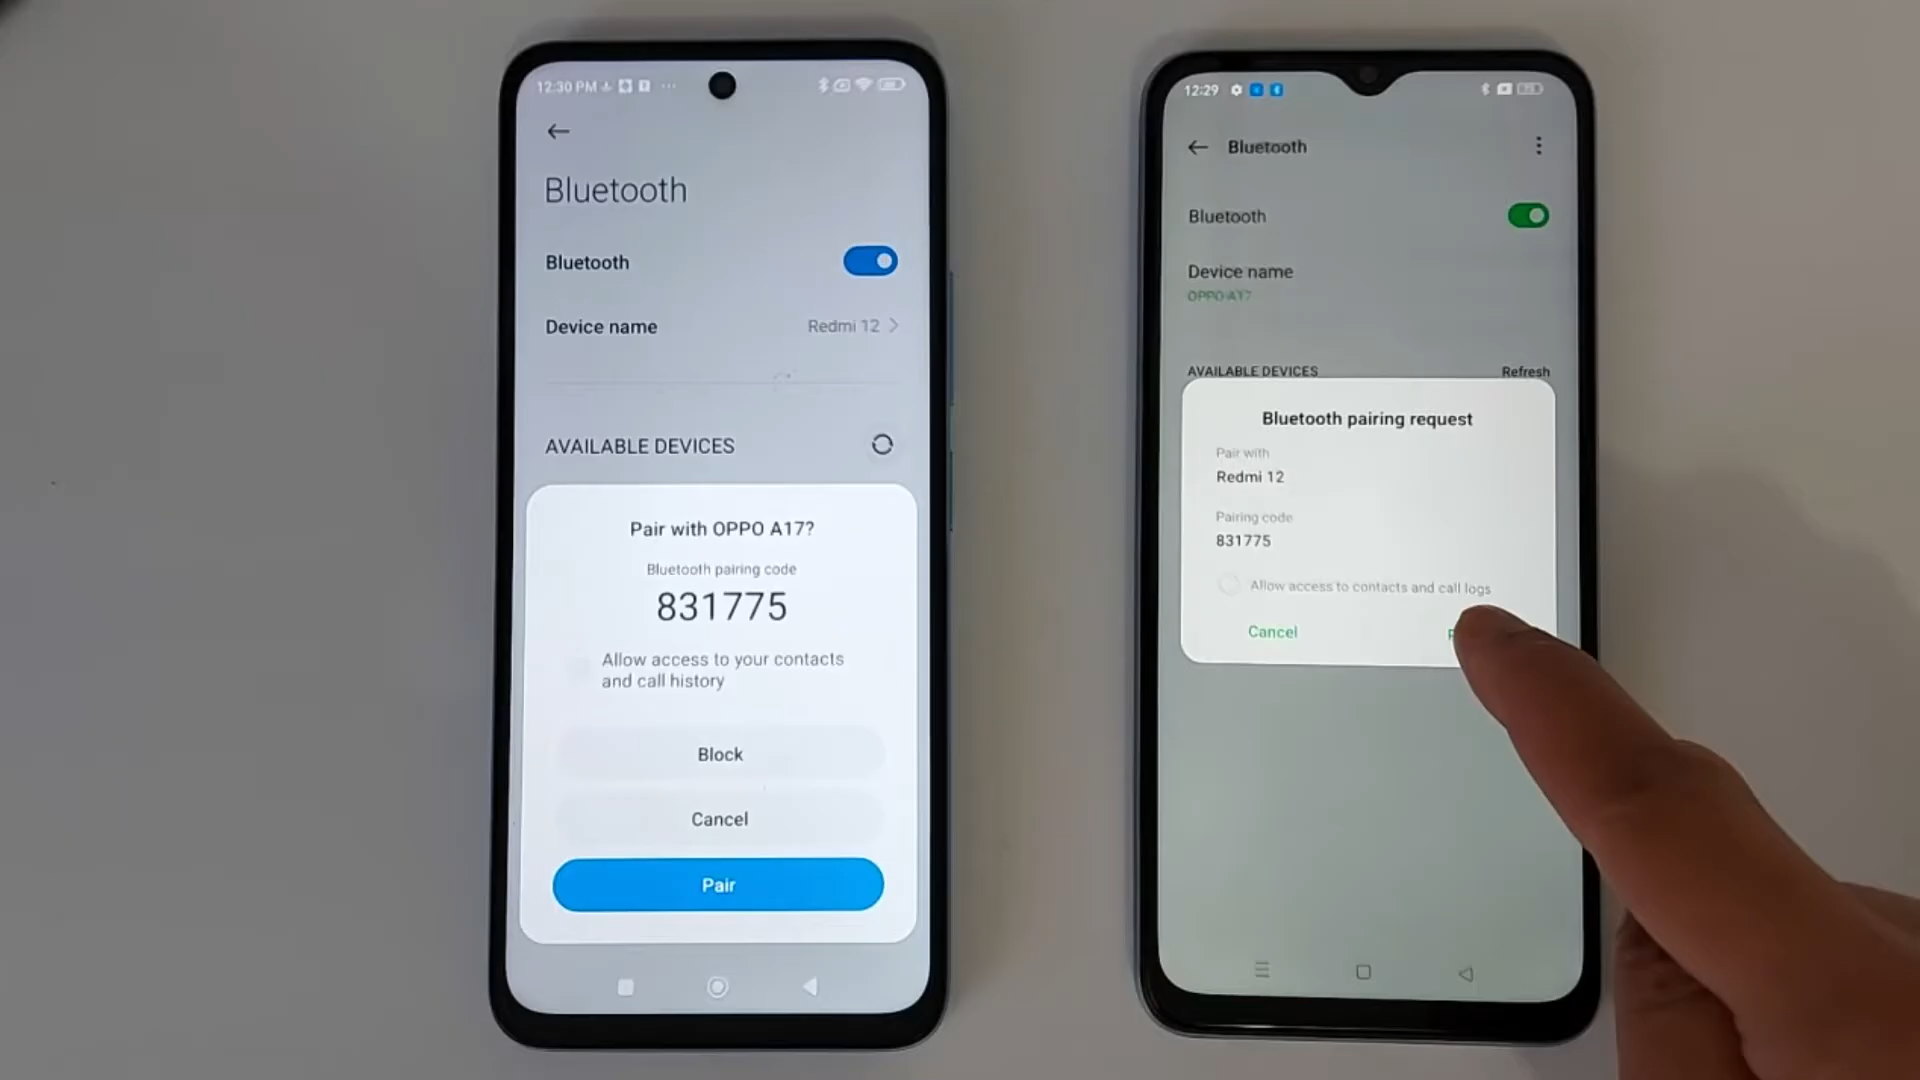 12:30 PM
Bluetooth
Bluetooth
Device name
Redmi 12
AVAILABLE DEVICES
Pair with OPPO A17?
Bluetooth pairing code
831775
Allow access to your contacts
and call history
Block
Cancel
Pair
12:29
Bluetooth
Bluetooth
Device name
OPPO A17
AVAILABLE DEVICES
Refresh
Bluetooth pairing request
Pair with
Redmi 12
Pairing code
831775
Allow access to contacts and call logs
Cancel